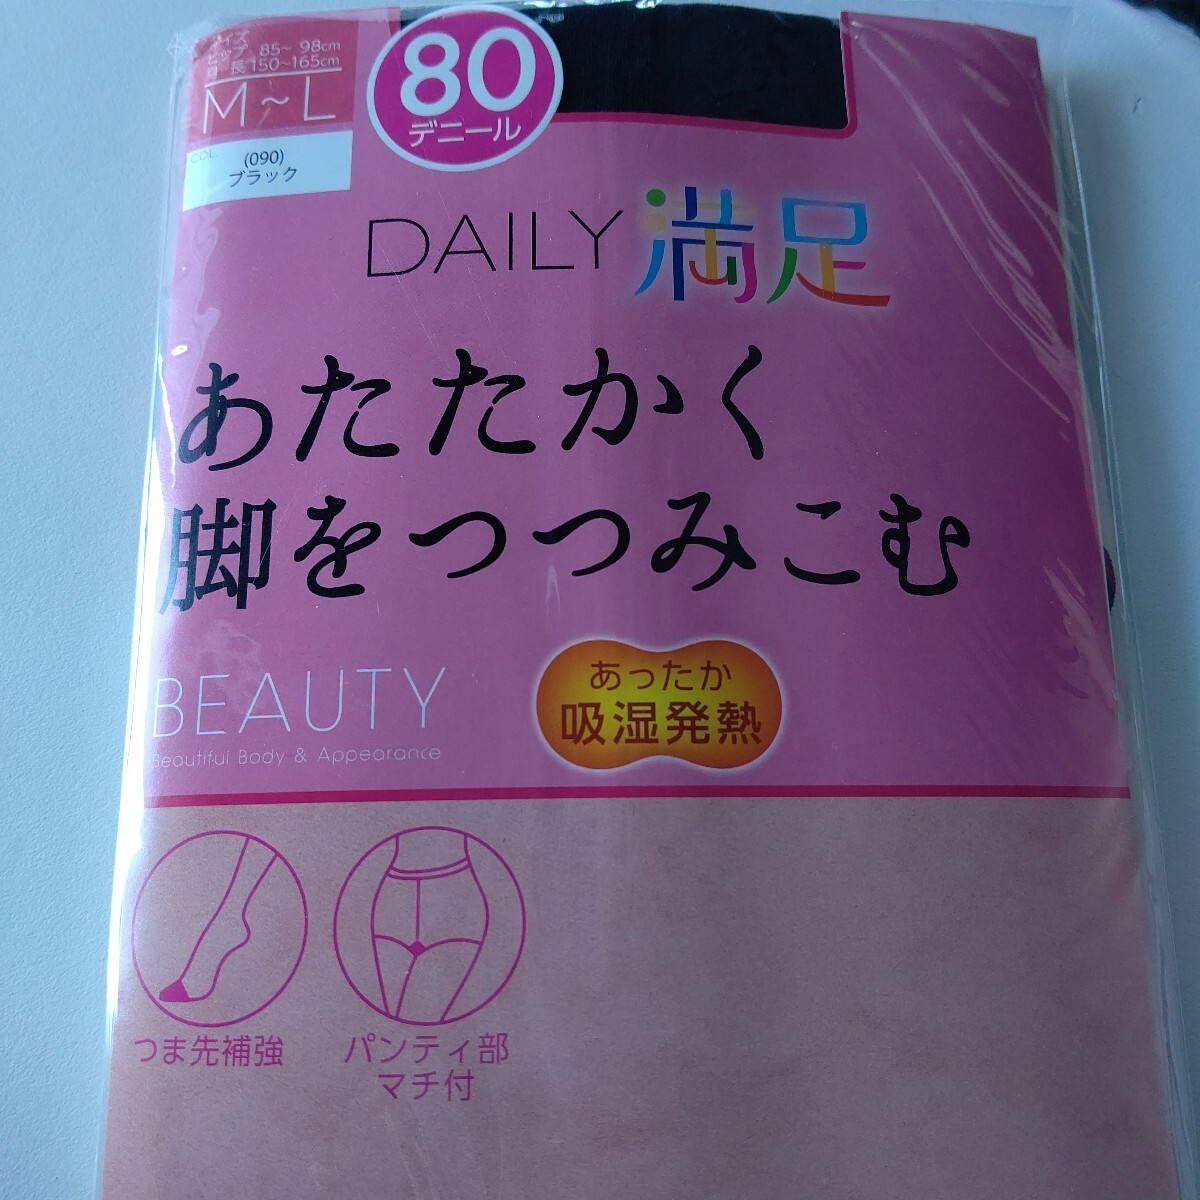 サイズ
ヒップ 85~ 98cm
身 長150~165cm
M~L
COL.
(090)
ブラック
80
デニール
DAILY 満足
あたたかく
脚をつつみこむ
BEAUTY
Beautiful Body & Appearance
あったか
吸湿発熱
つま先補強
パンティ部
マチ付